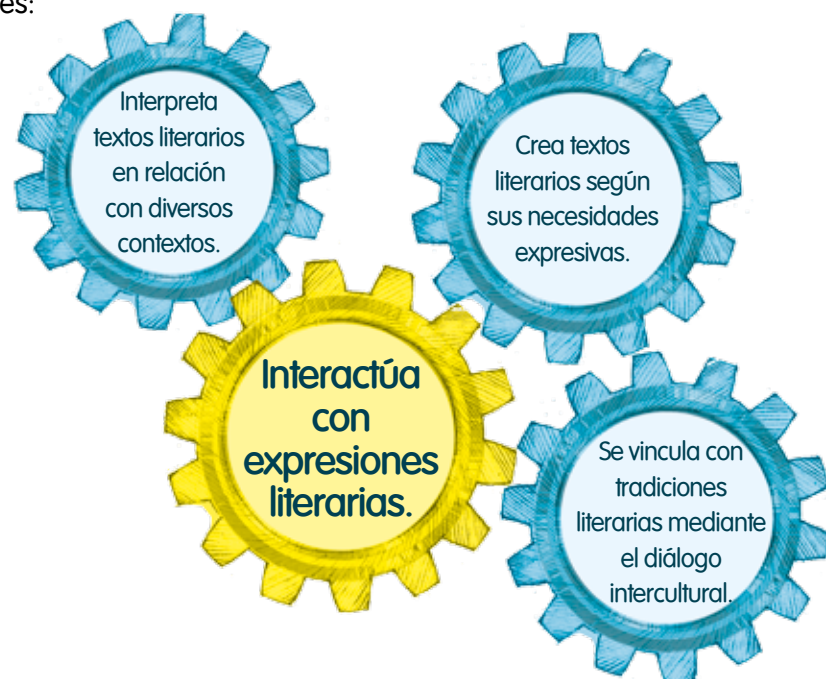 es:
Interpreta
textos literarios
en relación
con diversos
contextos.
Crea textos
literarios según
sus necesidades
expresivas.
Interactúa
con
expresiones
literarias.
Se vincula con
tradiciones
literarias mediante
el diálogo
intercultural.